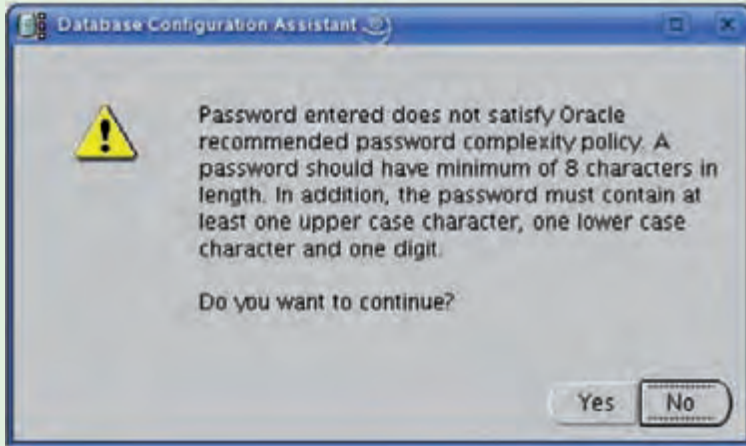 Database Configuration Assistant
Password entered does not satisfy Oracle
recommended password complexity policy. A
password should have minimum of 8 characters in
length. In addition, the password must contain at
least one upper case character, one lower case
character and one digit.
Do you want to continue?
Yes No